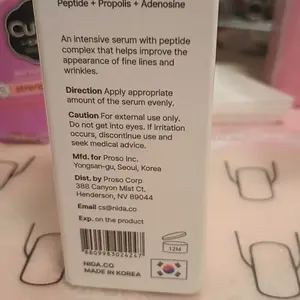 Peptide + Propolis + Adenosine
An intensive serum with peptide
complex that helps improve the
appearance of fine lines and
wrinkles.
Direction Apply appropriate
amount of the serum evenly.
Caution For external use only.
Do not get into eyes. If irritation
occurs, discontinue use and
seek medical advice.
Mfd. for Proso Inc.
Yongsan-gu, Seoul, Korea
Dist. by Proso Corp
388 Canyon Mist Ct.
Henderson, NV 89044
Email cs@nida.co
Exp. on the product
12M
NIDA.CO
MADE IN KOREA